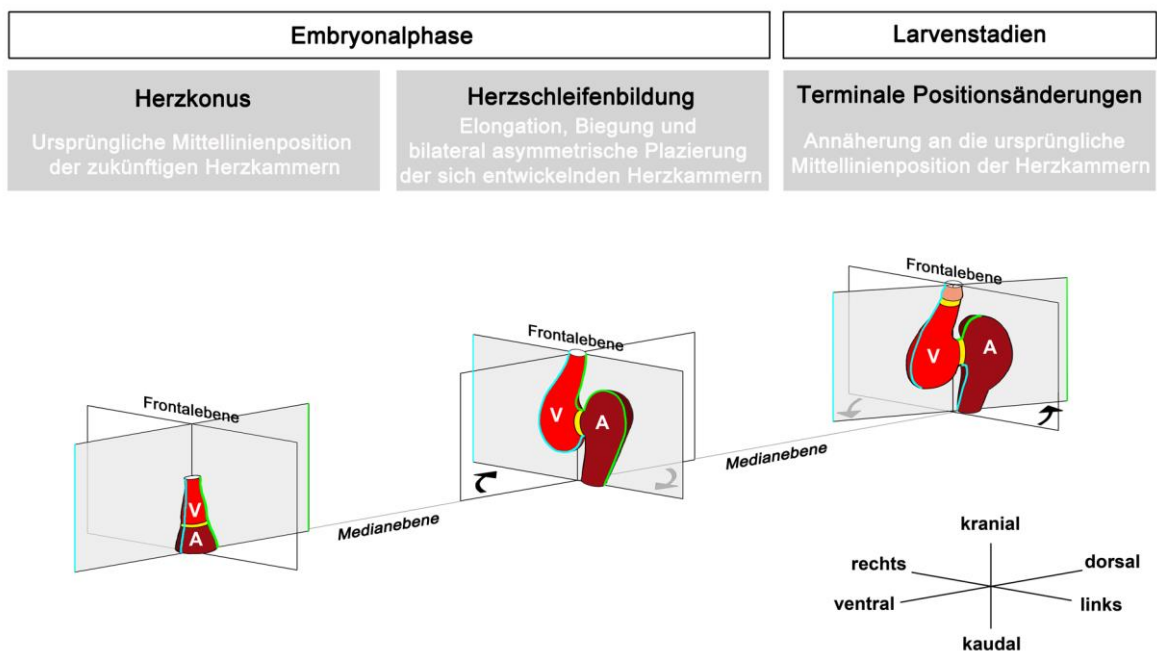 Embryonalphase
Larvenstadien
Herzkonus
Ursprüngliche Mittellinienposition
der zukünftigen Herzkammern
Herzschleifenbildung
Elongation, Biegung und
bilateral asymmetrische Plazierung
der sich entwickelnden Herzkammern
Terminale Positionsänderungen
Annäherung an die ursprüngliche
Mittellinienposition der Herzkammern
Frontalebene
V
A
Medianebene
Frontalebene
V
A
Medianebene
Frontalebene
V
A
kranial
rechts
dorsal
ventral
links
kaudal